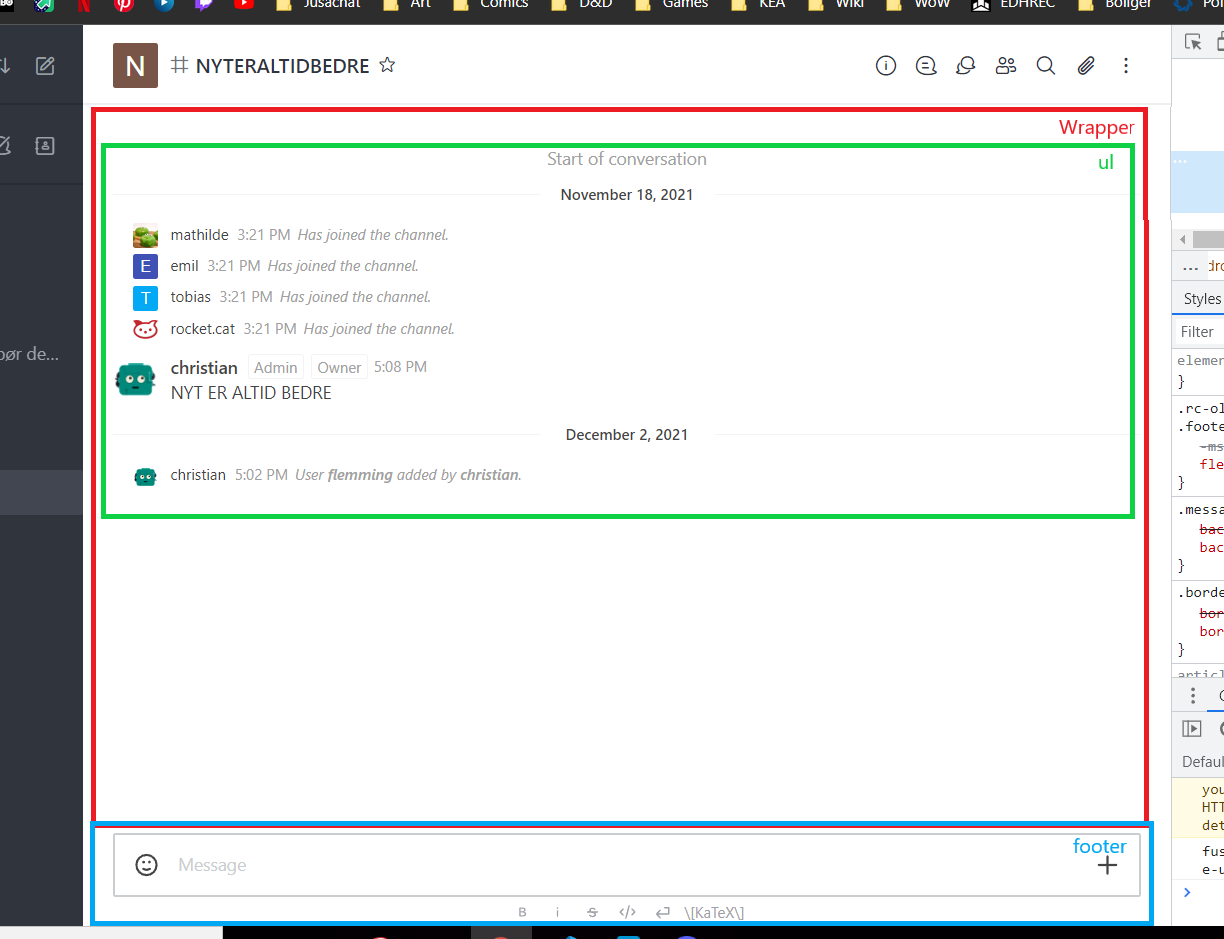 Jusachat Art Comics D&D Games KEA Wiki WoW EDHREC Boliger
N NYTERALTIDBEDRE
Wrapper
Start of conversation
ul
November 18, 2021
mathilde 3:21 PM Has joined the channel.
E emil 3:21 PM Has joined the channel.
T tobias 3:21 PM Has joined the channel.
rocket.cat 3:21 PM Has joined the channel.
christian Admin Owner 5:08 PM
NYT ER ALTID BEDRE
December 2, 2021
christian 5:02 PM User flemming added by christian.
footer
Message
B i S </> \[KaTeX\]
ør de...
...
Styles
Filter
elemen
}
.rc-ol
.foote
-ms
fle
}
.messa
bac
bac
}
.borde
bor
bor
}
articl
Defaul
you
HTT
det
fus
e-u